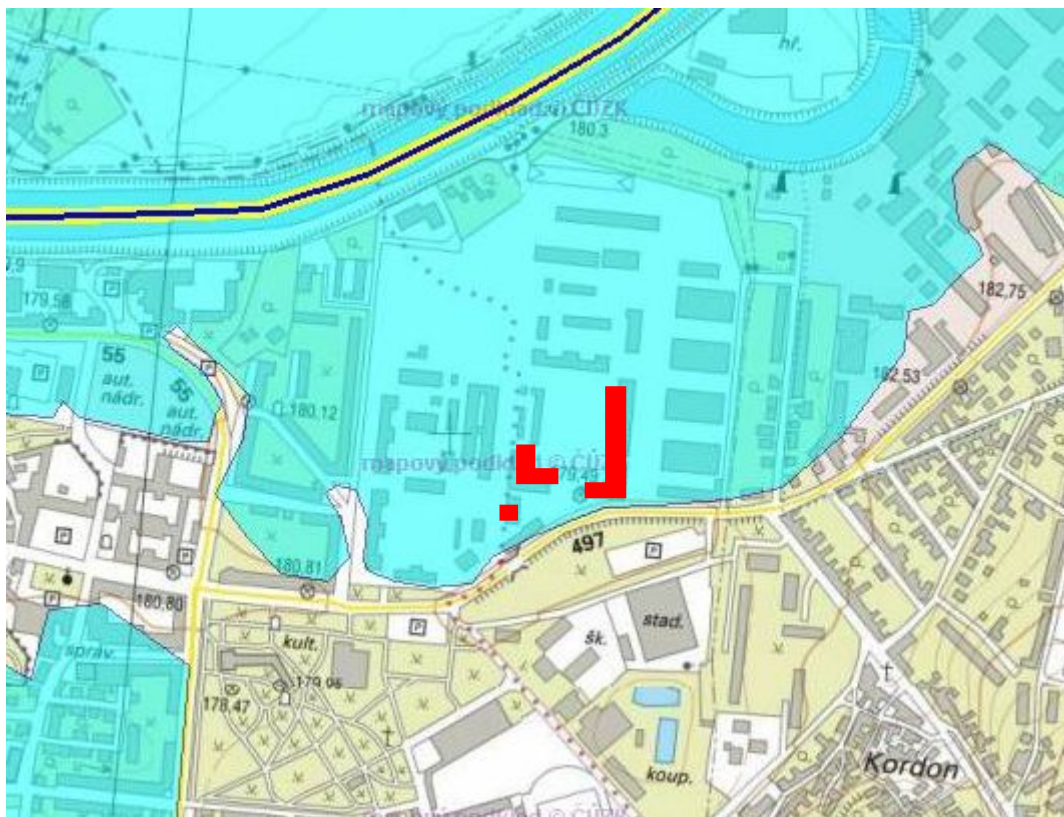 hř.
mapový podklad © ČÚZK
180.3
179,58
P
P
182,75
55
aut.
nádr.
55
aut.
nádr.
P
P
182,53
180,12
mapový podklad © ČÚZK
497
P
P
P
180,81
180,80
P
P
správ.
kult.
179,96
178,47
šk.
stad.
koup.
Kordon